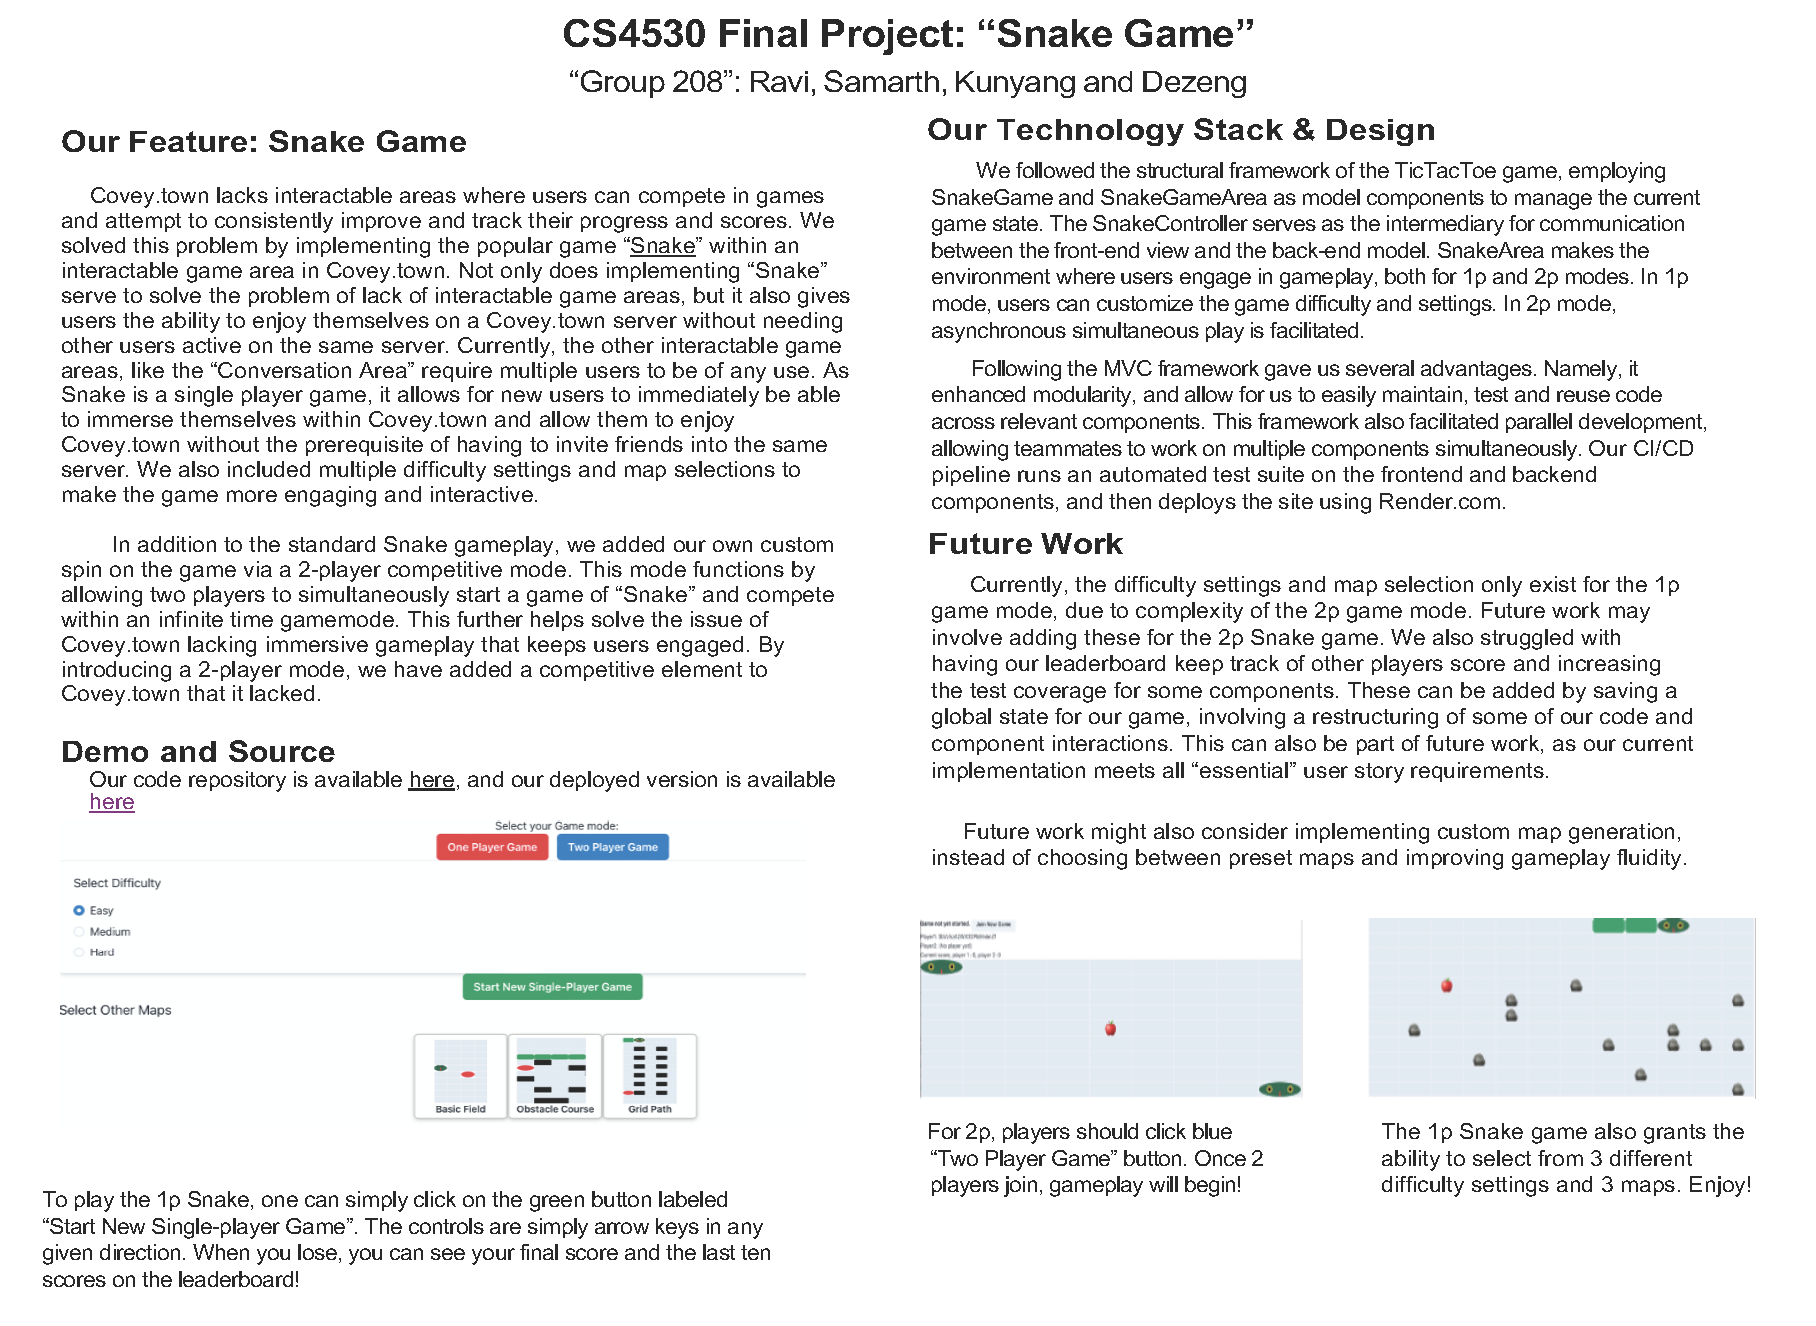 CS4530 Final Project: “Snake Game”
“Group 208”: Ravi, Samarth, Kunyang and Dezeng
Our Feature: Snake Game
Covey.town lacks interactable areas where users can compete in games
and attempt to consistently improve and track their progress and scores. We
solved this problem by implementing the popular game “Snake” within an
interactable game area in Covey.town. Not only does implementing “Snake”
serve to solve the problem of lack of interactable game areas, but it also gives
users the ability to enjoy themselves on a Covey.town server without needing
other users active on the same server. Currently, the other interactable game
areas, like the “Conversation Area” require multiple users to be of any use. As
Snake is a single player game, it allows for new users to immediately be able
to immerse themselves within Covey.town and allow them to enjoy
Covey.town without the prerequisite of having to invite friends into the same
server. We also included multiple difficulty settings and map selections to
make the game more engaging and interactive.
In addition to the standard Snake gameplay, we added our own custom
spin on the game via a 2-player competitive mode. This mode functions by
allowing two players to simultaneously start a game of “Snake” and compete
within an infinite time gamemode. This further helps solve the issue of
Covey.town lacking immersive gameplay that keeps users engaged. By
introducing a 2-player mode, we have added a competitive element to
Covey.town that it lacked.
Demo and Source
Our code repository is available here, and our deployed version is available
here
Select your Game mode:
One Player Game Two Player Game
Select Difficulty
Easy
Medium
Hard
Start New Single-Player Game
Select Other Maps
Basic Field Obstacle Course Grid Path
To play the 1p Snake, one can simply click on the green button labeled
“Start New Single-player Game”. The controls are simply arrow keys in any
given direction. When you lose, you can see your final score and the last ten
scores on the leaderboard!
Our Technology Stack & Design
We followed the structural framework of the TicTacToe game, employing
SnakeGame and SnakeGameArea as model components to manage the current
game state. The SnakeController serves as the intermediary for communication
between the front-end view and the back-end model. SnakeArea makes the
environment where users engage in gameplay, both for 1p and 2p modes. In 1p
mode, users can customize the game difficulty and settings. In 2p mode,
asynchronous simultaneous play is facilitated.
Following the MVC framework gave us several advantages. Namely, it
enhanced modularity, and allow for us to easily maintain, test and reuse code
across relevant components. This framework also facilitated parallel development,
allowing teammates to work on multiple components simultaneously. Our CI/CD
pipeline runs an automated test suite on the frontend and backend
components, and then deploys the site using Render.com.
Future Work
Currently, the difficulty settings and map selection only exist for the 1p
game mode, due to complexity of the 2p game mode. Future work may
involve adding these for the 2p Snake game. We also struggled with
having our leaderboard keep track of other players score and increasing
the test coverage for some components. These can be added by saving a
global state for our game, involving a restructuring of some of our code and
component interactions. This can also be part of future work, as our current
implementation meets all “essential” user story requirements.
Future work might also consider implementing custom map generation,
instead of choosing between preset maps and improving gameplay fluidity.
Game not yet started. Join New Game
Player1:
Player2: (No player yet)
Current score, player 1: 0, player 2: 0
For 2p, players should click blue
“Two Player Game” button. Once 2
players join, gameplay will begin!
The 1p Snake game also grants the
ability to select from 3 different
difficulty settings and 3 maps. Enjoy!